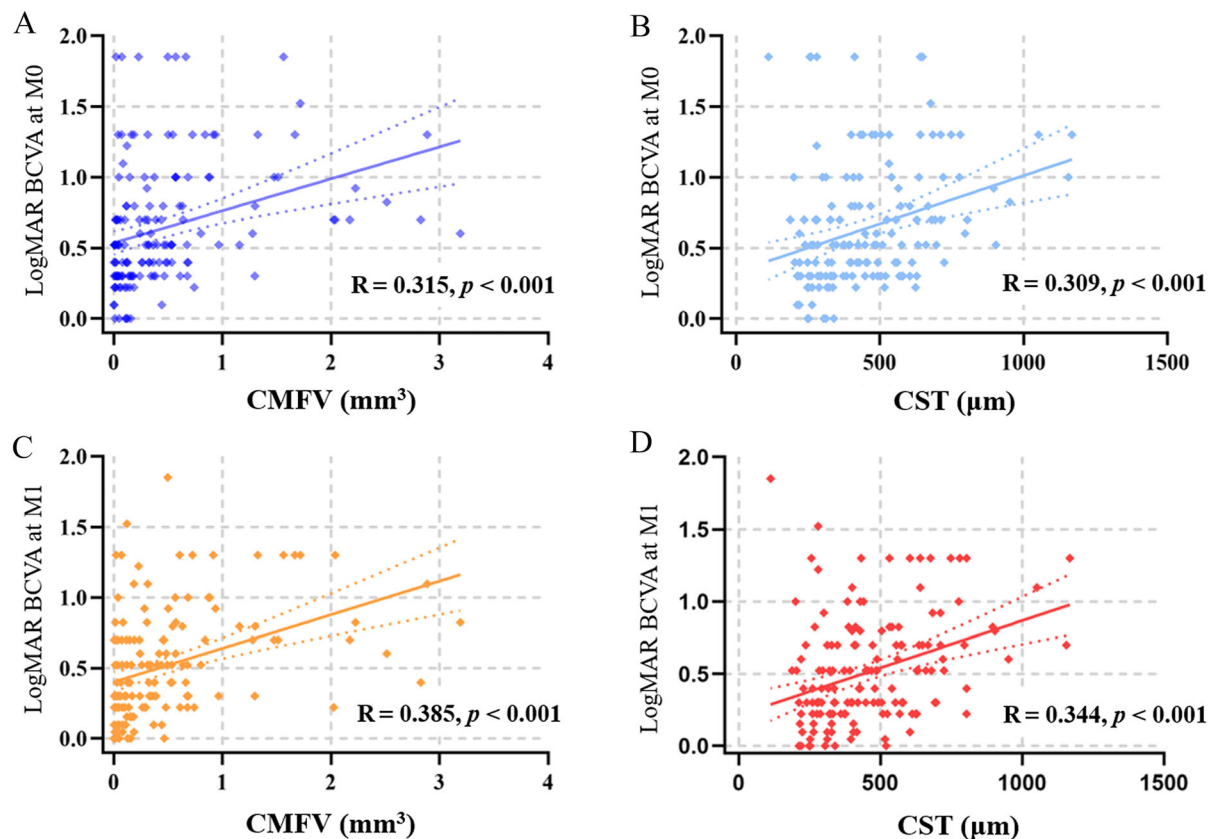 A
LogMAR BCVA at M0
2.0
1.5
1.0
0.5
0.0
R = 0.315, p < 0.001
0 1 2 3 4
CMFV (mm³)
B
LogMAR BCVA at M0
2.0
1.5
1.0
0.5
0.0
R = 0.309, p < 0.001
0 500 1000 1500
CST (μm)
C
LogMAR BCVA at M1
2.0
1.5
1.0
0.5
0.0
R = 0.385, p < 0.001
0 1 2 3 4
CMFV (mm³)
D
LogMAR BCVA at M1
2.0
1.5
1.0
0.5
0.0
R = 0.344, p < 0.001
0 500 1000 1500
CST (μm)